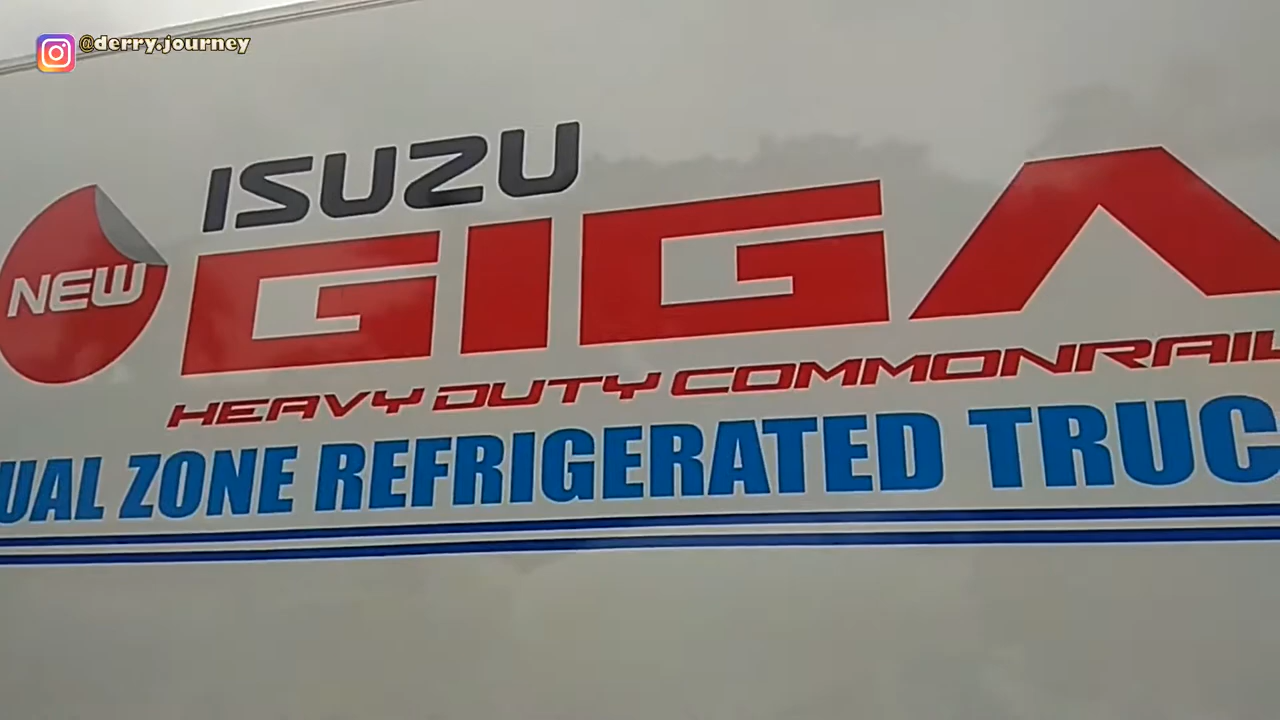 @derry.journey
ISUZU
NEW
GIGA
HEAVY DUTY COMMONRAIL
UAL ZONE REFRIGERATED TRUC